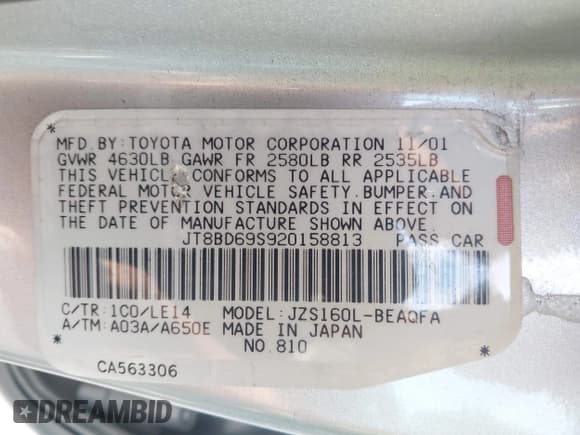 MFD.BY:TOYOTA MOTOR CORPORATION 11/01
GVWR 4630LB GAWR FR 2580LB RR 2535LB
THIS VEHICLE CONFORMS TO ALL APPLICABLE
FEDERAL MOTOR VEHICLE SAFETY.BUMPER.AND
THEFT PREVENTION STANDARDS IN EFFECT ON
THE DATE OF MANUFACTURE SHOWN ABOVE.
JT8BD69S920158813 PASS CAR
C/TR:1C0/LE14 MODEL:JZS160L-BEAQFA
A/TM:A03A/A650E MADE IN JAPAN
* NO.810 *
CA563306
DREAMBID